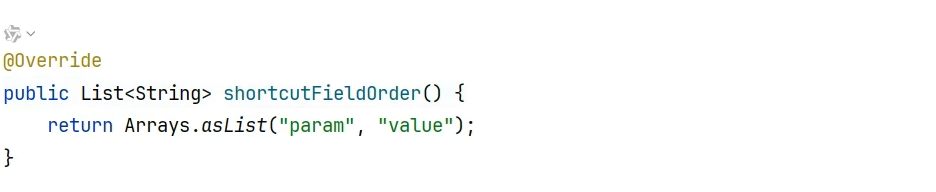 @Override
public List<String> shortcutFieldOrder() {
    return Arrays.asList("param", "value");
}